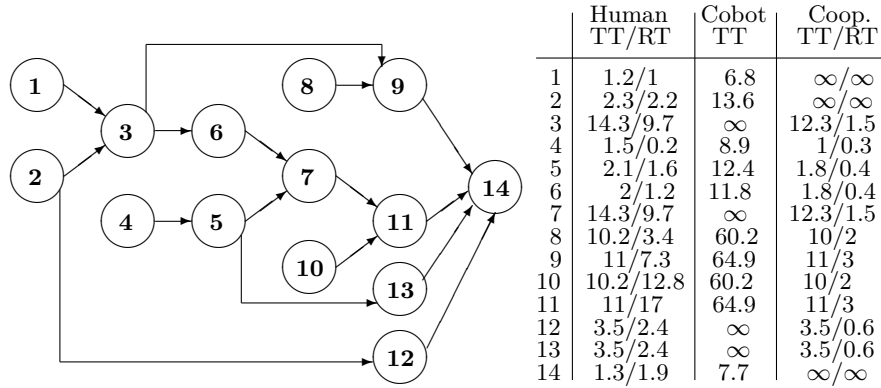 Human Cobot Coop.
TT/RT TT TT/RT
1 1.2/1 6.8 ∞/∞
2 2.3/2.2 13.6 ∞/∞
3 14.3/9.7 ∞ 12.3/1.5
4 1.5/0.2 8.9 1/0.3
5 2.1/1.6 12.4 1.8/0.4
6 2/1.2 11.8 1.8/0.4
7 14.3/9.7 ∞ 12.3/1.5
8 10.2/3.4 60.2 10/2
9 11/7.3 64.9 11/3
10 10.2/12.8 60.2 10/2
11 11/17 64.9 11/3
12 3.5/2.4 ∞ 3.5/0.6
13 3.5/2.4 ∞ 3.5/0.6
14 1.3/1.9 7.7 ∞/∞
1
8
9
3
6
2
7
14
4
5
11
10
13
12